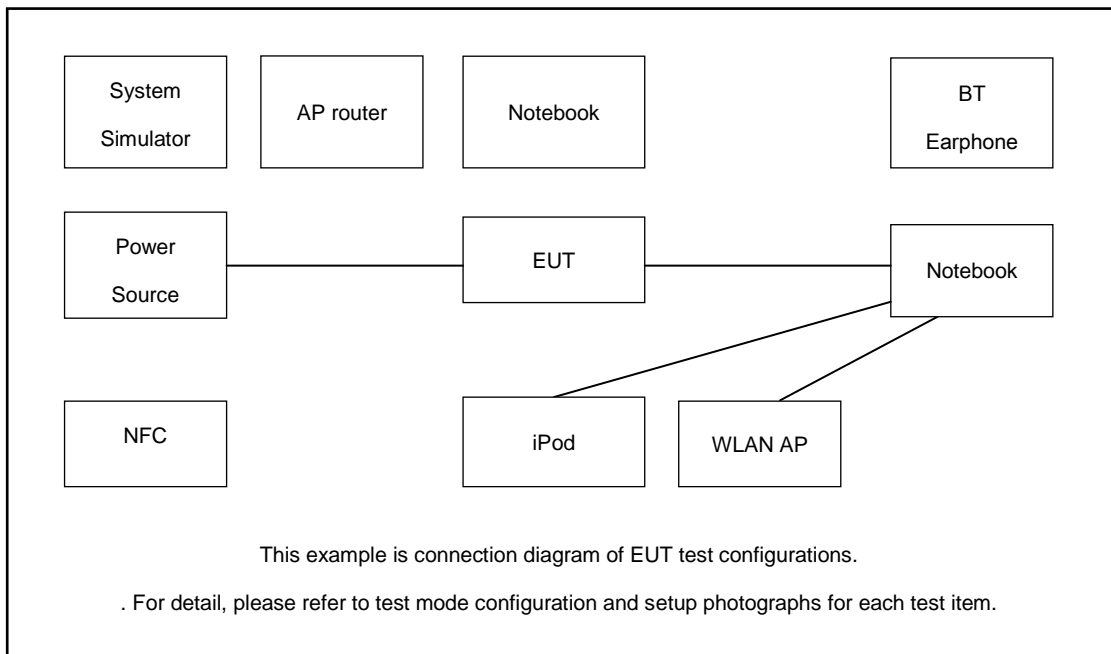 System
Simulator
AP router
Notebook
BT
Earphone
Power
Source
EUT
Notebook
NFC
iPod
WLAN AP
This example is connection diagram of EUT test configurations.
. For detail, please refer to test mode configuration and setup photographs for each test item.